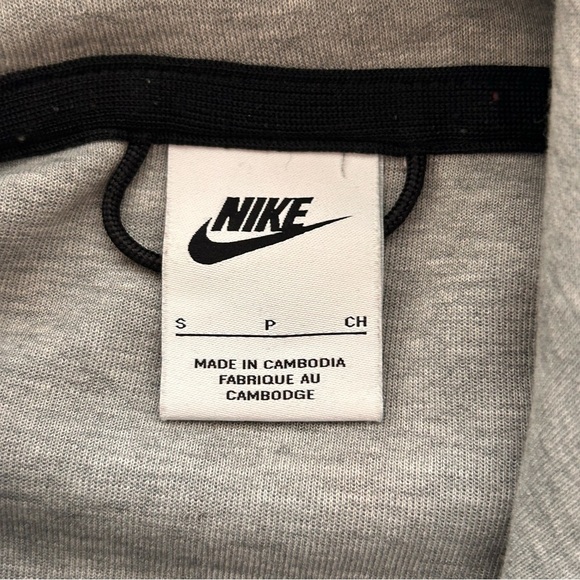 NIKE
S P CH
MADE IN CAMBODIA
FABRIQUE AU
CAMBODGE